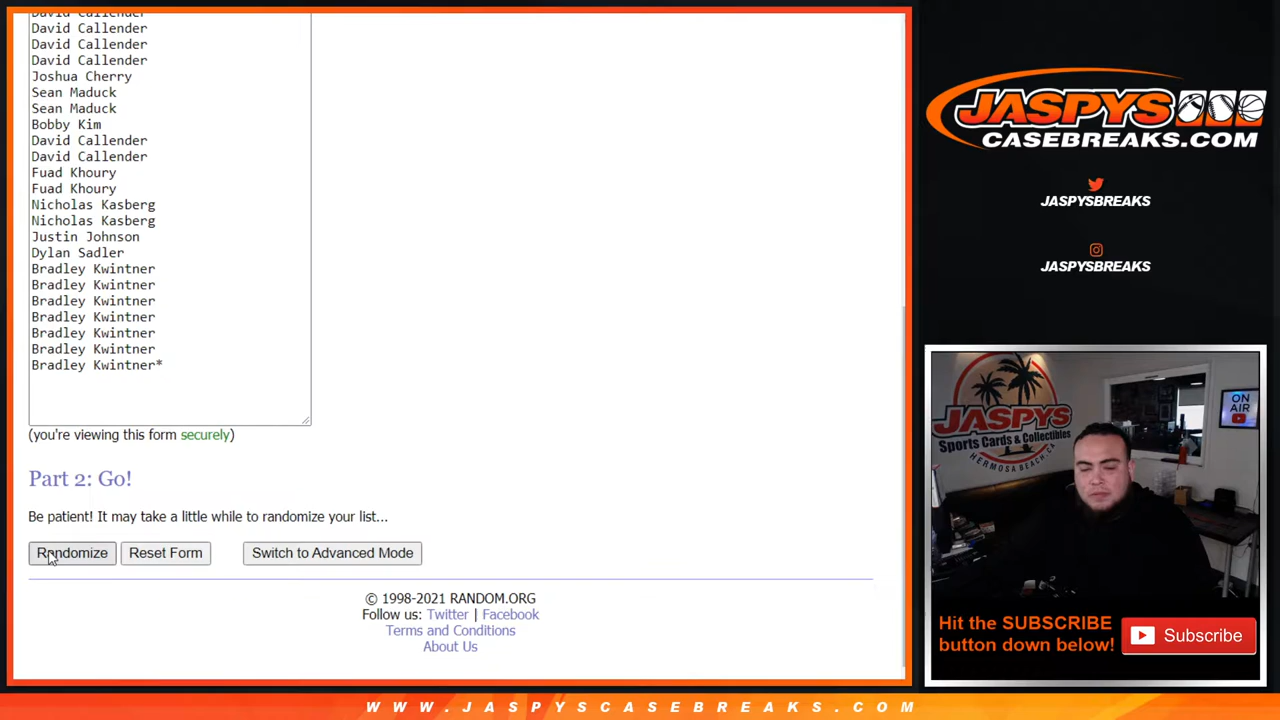 David Callender
David Callender
David Callender
David Callender
Joshua Cherry
Sean Maduck
Sean Maduck
Bobby Kim
David Callender
David Callender
Fuad Khoury
Fuad Khoury
Nicholas Kasberg
Nicholas Kasberg
Justin Johnson
Dylan Sadler
Bradley Kwintner
Bradley Kwintner
Bradley Kwintner
Bradley Kwintner
Bradley Kwintner
Bradley Kwintner
Bradley Kwintner*
(you're viewing this form securely)
Part 2: Go!
Be patient! It may take a little while to randomize your list...
Randomize Reset Form Switch to Advanced Mode
© 1998-2021 RANDOM.ORG
Follow us: Twitter | Facebook
Terms and Conditions
About Us
JASPYS
CASEBREAKS.COM
JASPYSBREAKS
JASPYSBREAKS
JASPYS
Sports Cards & Collectibles
HERMOSA BEACH-CA
ON
AIR
Hit the SUBSCRIBE
button down below!
Subscribe
WWW.JASPYSCASEBREAKS.COM